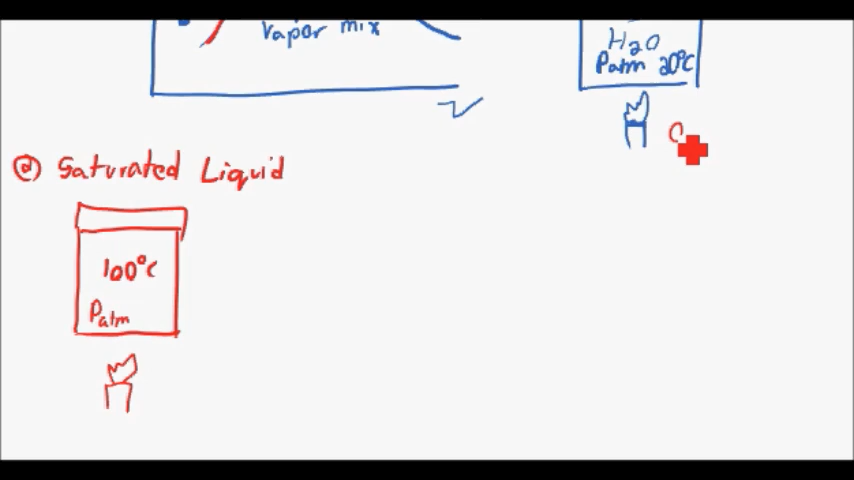 Vapor mix
H2O
Patm 20°C
@ Saturated Liquid
100°C
Patm